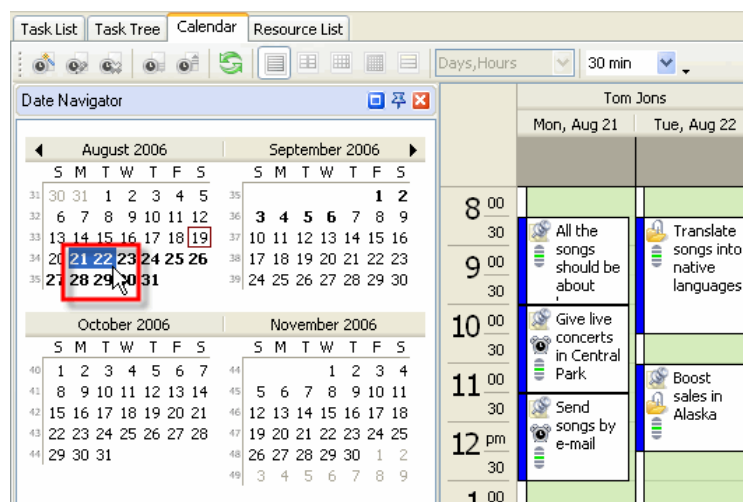 Task List Task Tree Calendar Resource List
Days,Hours 30 min
Date Navigator
August 2006 September 2006
S M T W T F S S M T W T F S
31 30 31 1 2 3 4 5 35 1 2
32 6 7 8 9 10 11 12 36 3 4 5 6 7 8 9
33 13 14 15 16 17 18 19 37 10 11 12 13 14 15 16
34 20 21 22 23 24 25 26 38 17 18 19 20 21 22 23
35 27 28 29 30 31 39 24 25 26 27 28 29 30
October 2006 November 2006
S M T W T F S S M T W T F S
40 1 2 3 4 5 6 7 44 1 2 3 4
41 8 9 10 11 12 13 14 45 5 6 7 8 9 10 11
42 15 16 17 18 19 20 21 46 12 13 14 15 16 17 18
43 22 23 24 25 26 27 28 47 19 20 21 22 23 24 25
44 29 30 31 48 26 27 28 29 30 1 2
49 3 4 5 6 7 8 9
Tom Jons
Mon, Aug 21 Tue, Aug 22
8 00
30
9 00
30
10 00
30
11 00
30
12 pm
30
1 00
All the
songs
should be
about
Give live
concerts
in Central
Park
Send
songs by
e-mail
Translate
songs into
native
languages
Boost
sales in
Alaska